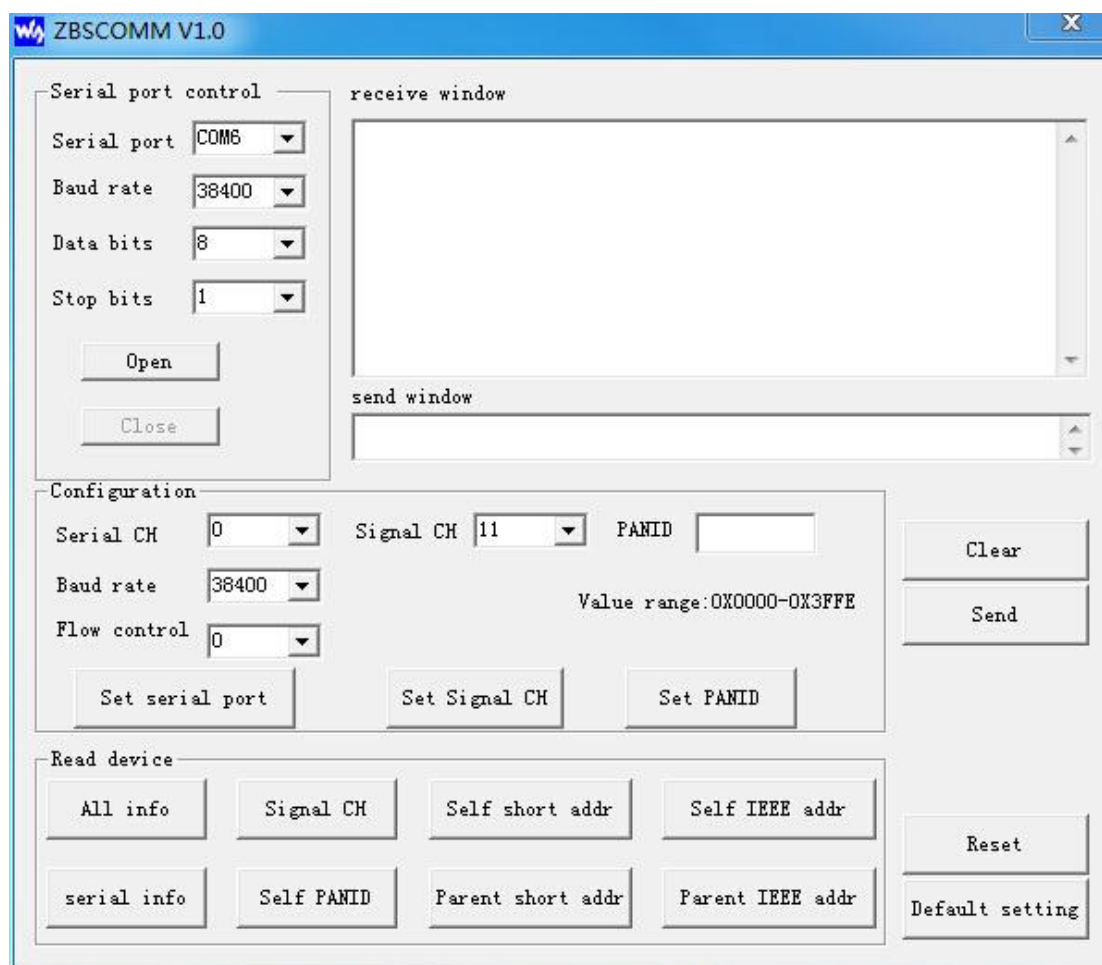 ZBSCOMM V1.0
Serial port control
Serial port COM6
Baud rate 38400
Data bits 8
Stop bits 1
Open
Close
receive window
send window
Configuration
Serial CH 0 Signal CH 11 PANID
Baud rate 38400
Value range:0X0000-0X3FFE
Flow control 0
Set serial port Set Signal CH Set PANID
Clear
Send
Read device
All info Signal CH Self short addr Self IEEE addr
serial info Self PANID Parent short addr Parent IEEE addr
Reset
Default setting